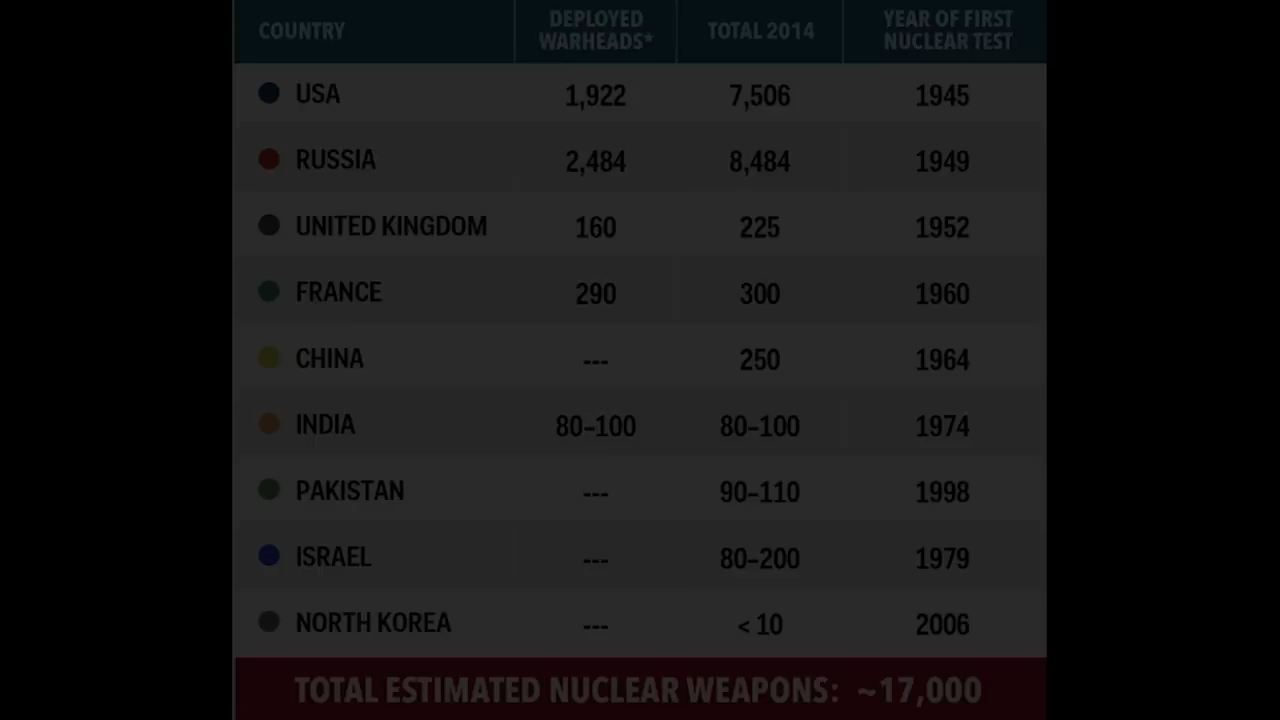 COUNTRY DEPLOYED WARHEADS* TOTAL 2014 YEAR OF FIRST NUCLEAR TEST
USA 1,922 7,506 1945
RUSSIA 2,484 8,484 1949
UNITED KINGDOM 160 225 1952
FRANCE 290 300 1960
CHINA --- 250 1964
INDIA 80–100 80–100 1974
PAKISTAN --- 90–110 1998
ISRAEL --- 80–200 1979
NORTH KOREA --- < 10 2006
TOTAL ESTIMATED NUCLEAR WEAPONS: ~17,000